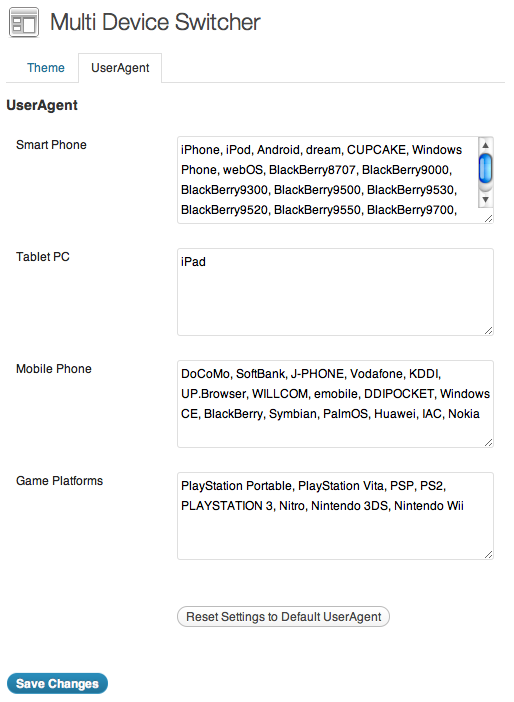 Multi Device Switcher
Theme
UserAgent
UserAgent
Smart Phone
iPhone, iPod, Android, dream, CUPCAKE, Windows
Phone, webOS, BlackBerry8707, BlackBerry9000,
BlackBerry9300, BlackBerry9500, BlackBerry9530,
BlackBerry9520, BlackBerry9550, BlackBerry9700,
Tablet PC
iPad
Mobile Phone
DoCoMo, SoftBank, J-PHONE, Vodafone, KDDI,
UP.Browser, WILLCOM, emobile, DDIPOCKET, Windows
CE, BlackBerry, Symbian, PalmOS, Huawei, IAC, Nokia
Game Platforms
PlayStation Portable, PlayStation Vita, PSP, PS2,
PLAYSTATION 3, Nitro, Nintendo 3DS, Nintendo Wii
Reset Settings to Default UserAgent
Save Changes